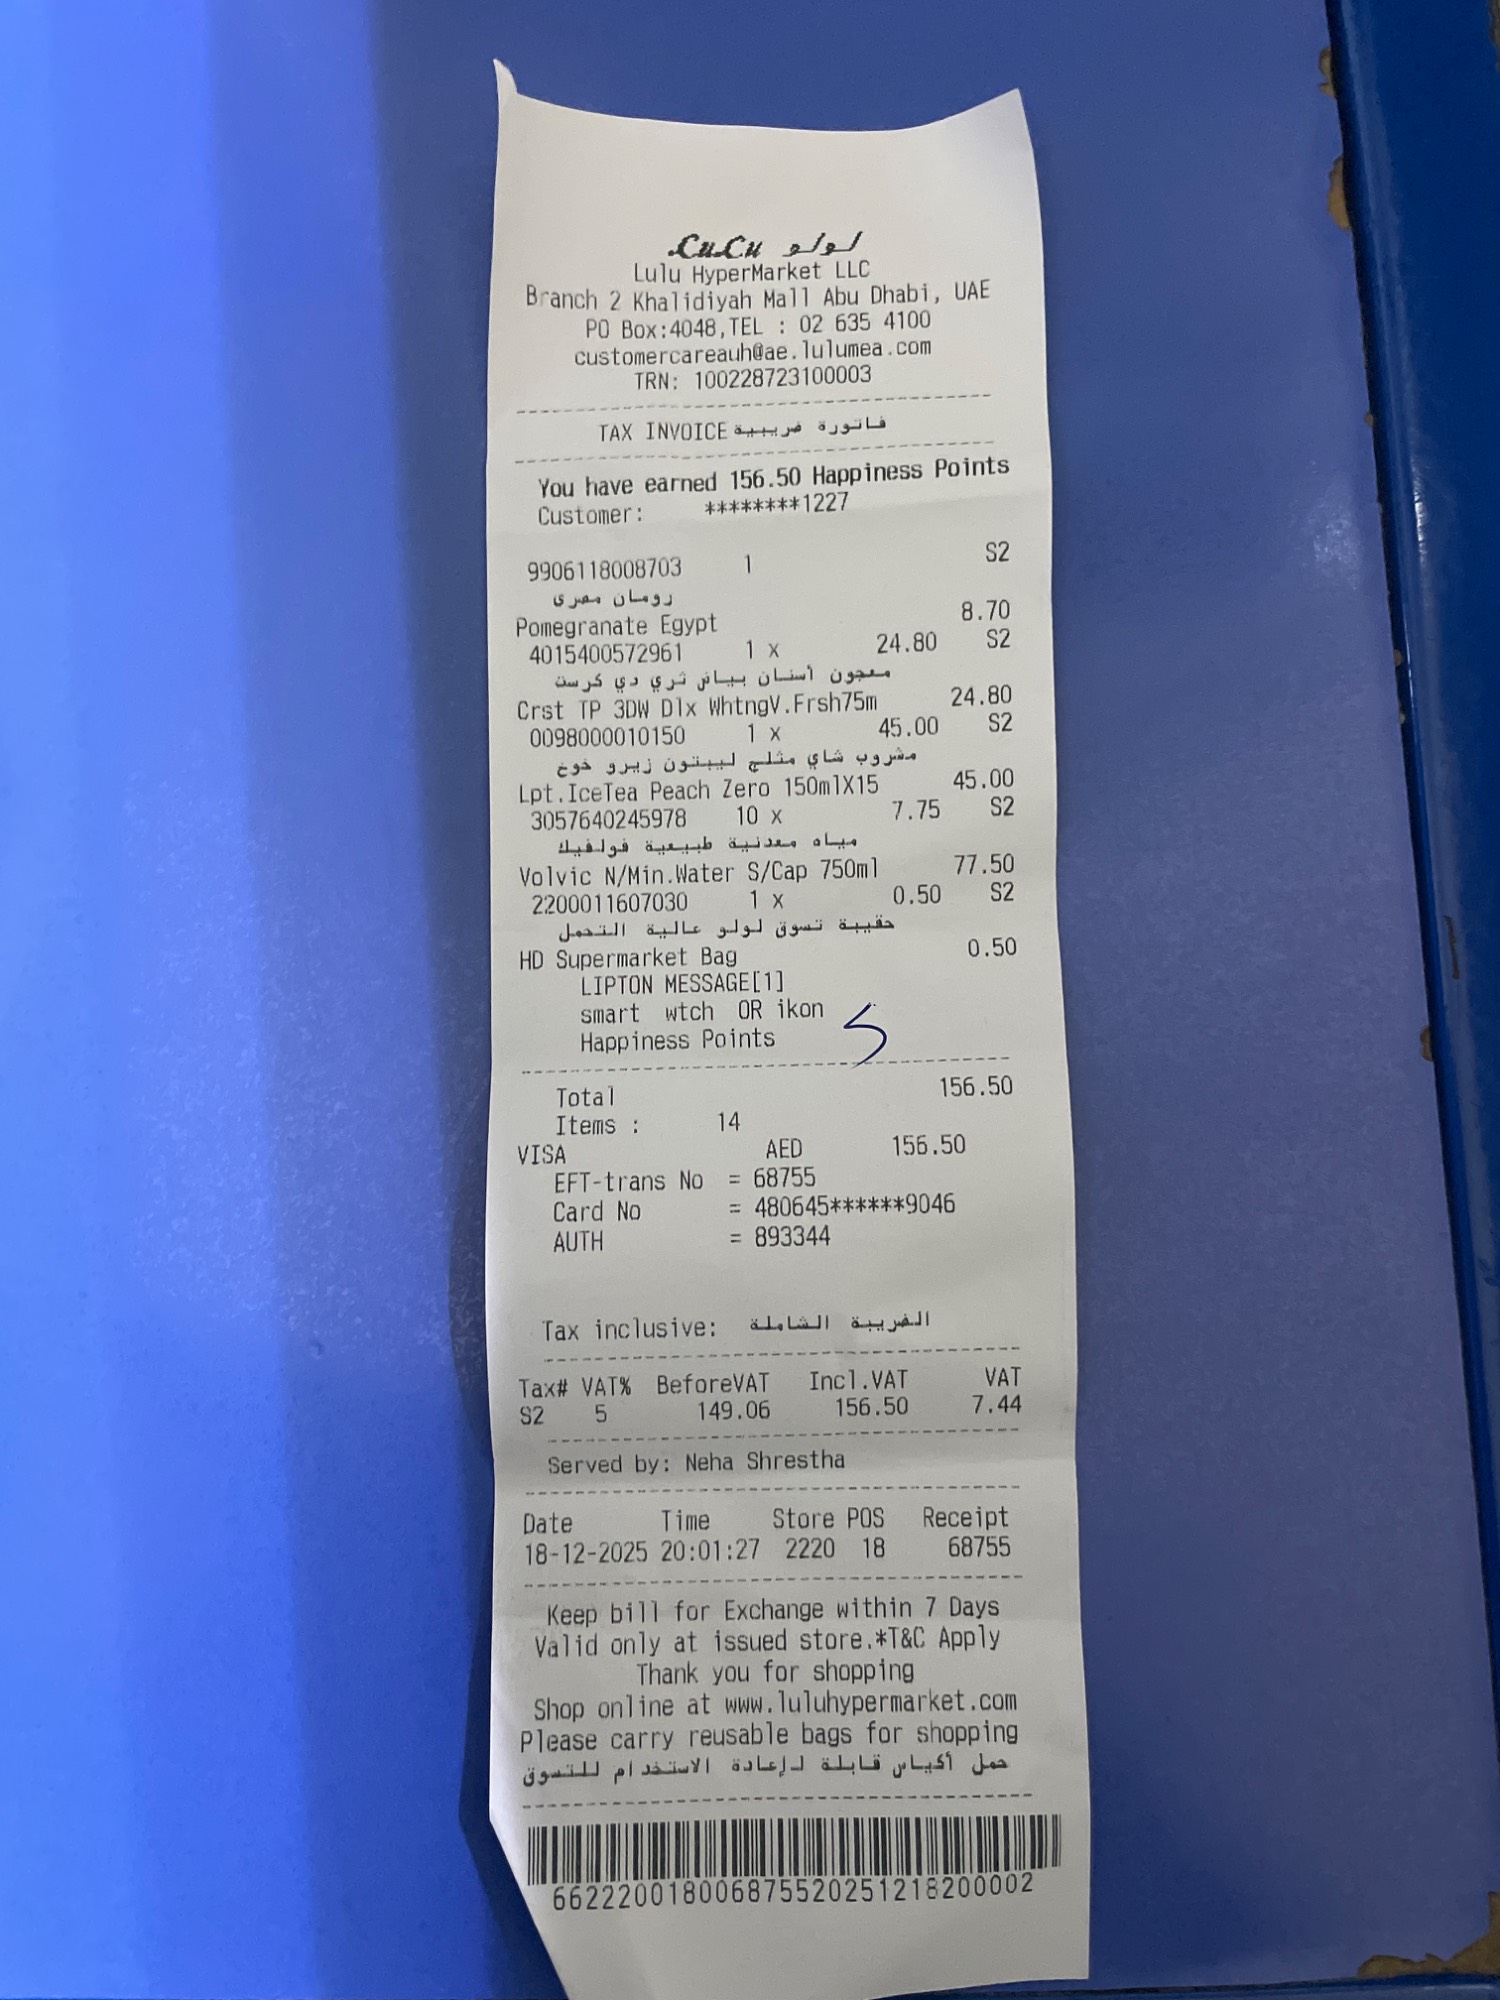 LuLu لولو
Lulu HyperMarket LLC
Branch 2 Khalidiyah Mall Abu Dhabi, UAE
PO Box:4048,TEL : 02 635 4100
customercareauh@ae.lulumea.com
TRN: 100228723100003
TAX INVOICE فاتورة ضريبية
You have earned 156.50 Happiness Points
Customer: ********1227
9906118008703 1 S2
رومان مصرى
Pomegranate Egypt 8.70
4015400572961 1 x 24.80 S2
معجون أسنان بياض ثري دي كرست
Crst TP 3DW Dlx WhtngV.Frsh75m 24.80
0098000010150 1 x 45.00 S2
مشروب شاي مثلج ليبتون زيرو خوخ
Lpt.IceTea Peach Zero 150mlX15 45.00
3057640245978 10 x 7.75 S2
مياه معدنية طبيعية فولفيك
Volvic N/Min.Water S/Cap 750ml 77.50
2200011607030 1 x 0.50 S2
حقيبة تسوق لولو عالية التحمل
HD Supermarket Bag 0.50
LIPTON MESSAGE[1]
smart wtch OR ikon
Happiness Points
Total 156.50
Items : 14
VISA AED 156.50
EFT-trans No = 68755
Card No = 480645******9046
AUTH = 893344
Tax inclusive: الضريبة الشاملة
Tax# VAT% BeforeVAT Incl.VAT VAT
S2 5 149.06 156.50 7.44
Served by: Neha Shrestha
Date Time Store POS Receipt
18-12-2025 20:01:27 2220 18 68755
Keep bill for Exchange within 7 Days
Valid only at issued store.*T&C Apply
Thank you for shopping
Shop online at www.luluhypermarket.com
Please carry reusable bags for shopping
حمل أكياس قابلة لإعادة الاستخدام للتسوق
662220018006875520251218200002